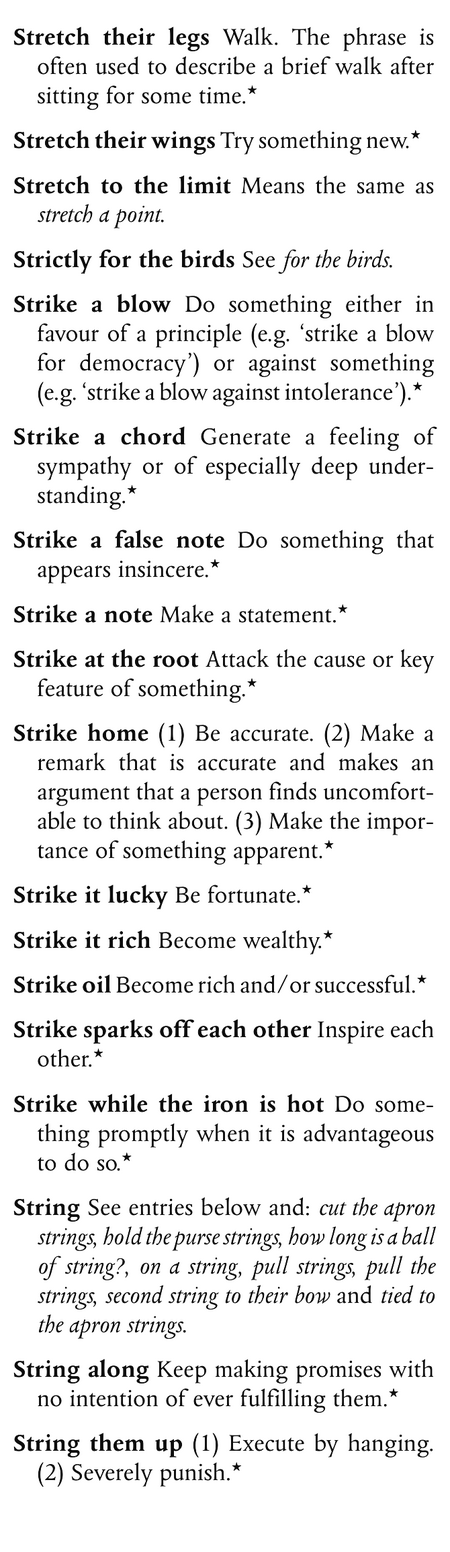 Stretch their legs Walk. The phrase is
often used to describe a brief walk after
sitting for some time.★
Stretch their wings Try something new.★
Stretch to the limit Means the same as
stretch a point.
Strictly for the birds See for the birds.
Strike a blow Do something either in
favour of a principle (e.g. ‘strike a blow
for democracy’) or against something
(e.g. ‘strike a blow against intolerance’).★
Strike a chord Generate a feeling of
sympathy or of especially deep under-
standing.★
Strike a false note Do something that
appears insincere.★
Strike a note Make a statement.★
Strike at the root Attack the cause or key
feature of something.★
Strike home (1) Be accurate. (2) Make a
remark that is accurate and makes an
argument that a person finds uncomfort-
able to think about. (3) Make the impor-
tance of something apparent.★
Strike it lucky Be fortunate.★
Strike it rich Become wealthy.★
Strike oil Become rich and/or successful.★
Strike sparks off each other Inspire each
other.★
Strike while the iron is hot Do some-
thing promptly when it is advantageous
to do so.★
String See entries below and: cut the apron
strings, hold the purse strings, how long is a ball
of string?, on a string, pull strings, pull the
strings, second string to their bow and tied to
the apron strings.
String along Keep making promises with
no intention of ever fulfilling them.★
String them up (1) Execute by hanging.
(2) Severely punish.★